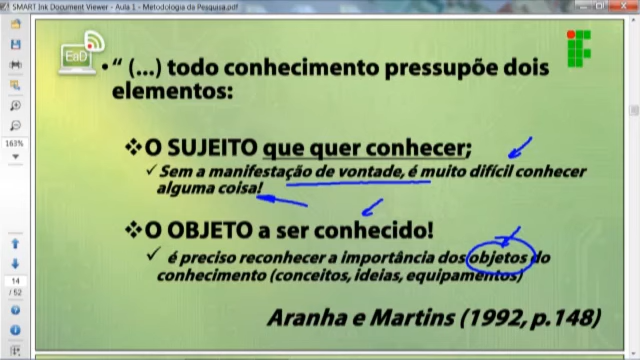 SMART Ink Document Viewer - Aula 1 - Metodologia da Pesquisa.pdf
EaD
• “ (...) todo conhecimento pressupõe dois
elementos:
❖O SUJEITO que quer conhecer;
✓ Sem a manifestação de vontade, é muito difícil conhecer
alguma coisa!
❖O OBJETO a ser conhecido!
✓ é preciso reconhecer a importância dos objetos do
conhecimento (conceitos, ideias, equipamentos)
Aranha e Martins (1992, p.148)
163%
14
/ 52